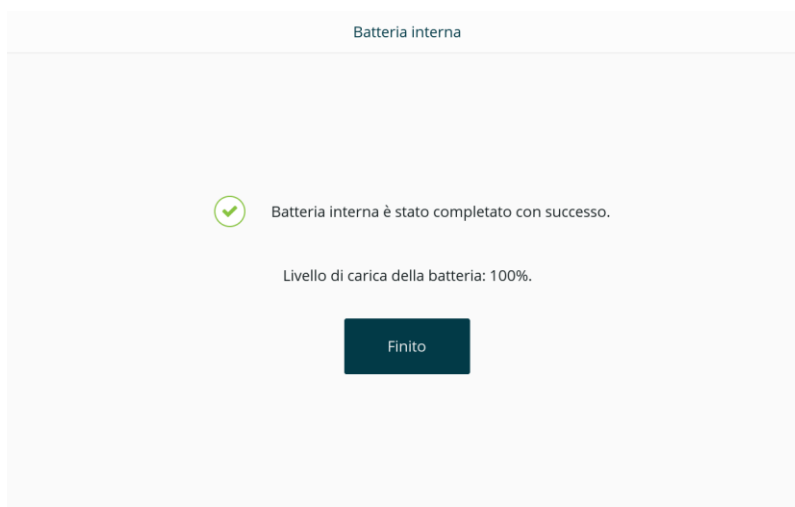 Batteria interna
Batteria interna è stato completato con successo.
Livello di carica della batteria: 100%.
Finito